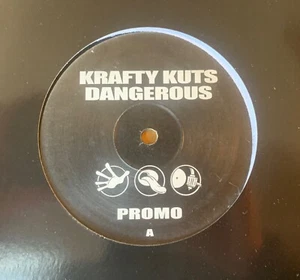 KRAFTY KUTS
DANGEROUS
PROMO
A